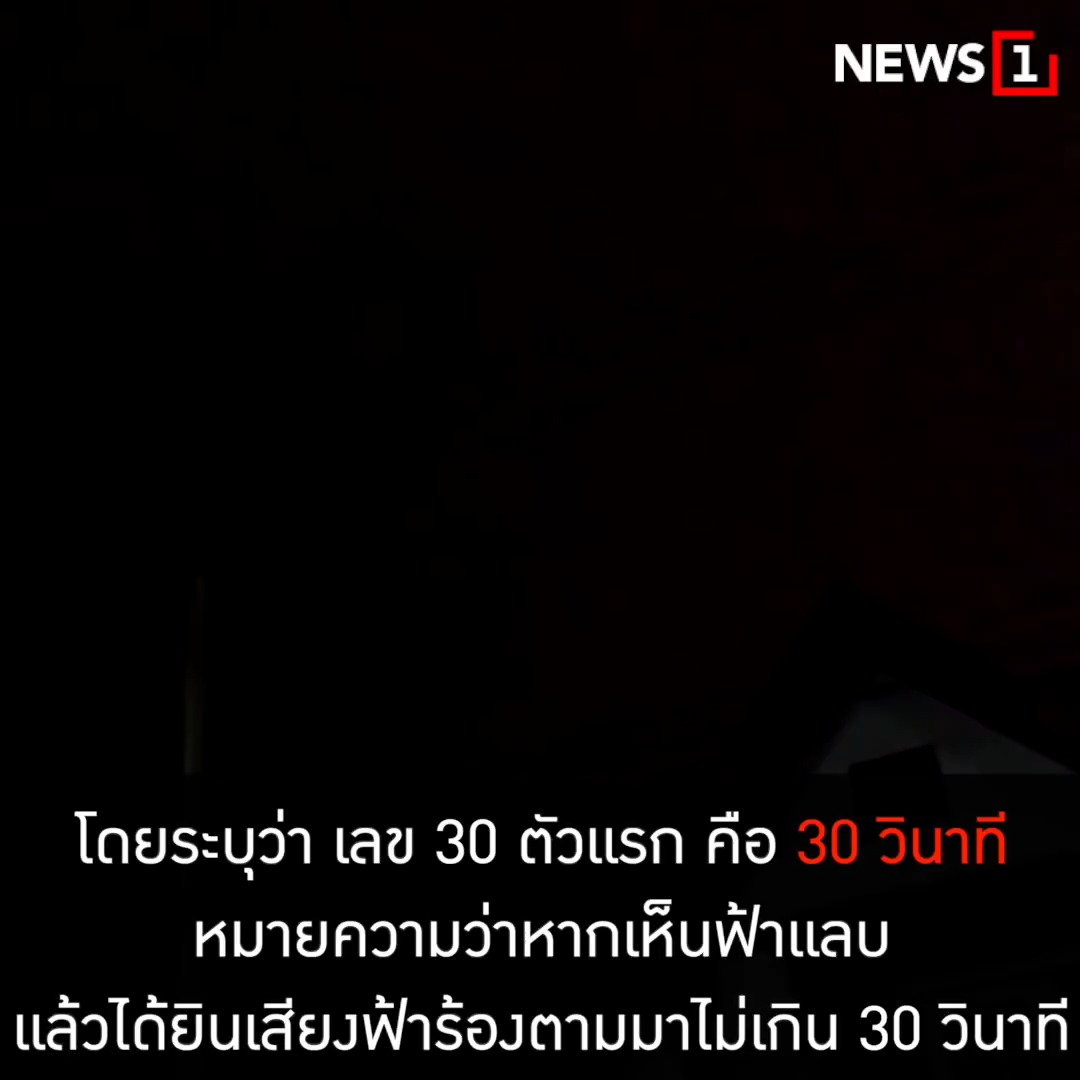 NEWS 1
โดยระบุว่า เลข 30 ตัวแรก คือ 30 วินาที
หมายความว่าหากเห็นฟ้าแลบ
แล้วได้ยินเสียงฟ้าร้องตามมาไม่เกิน 30 วินาที